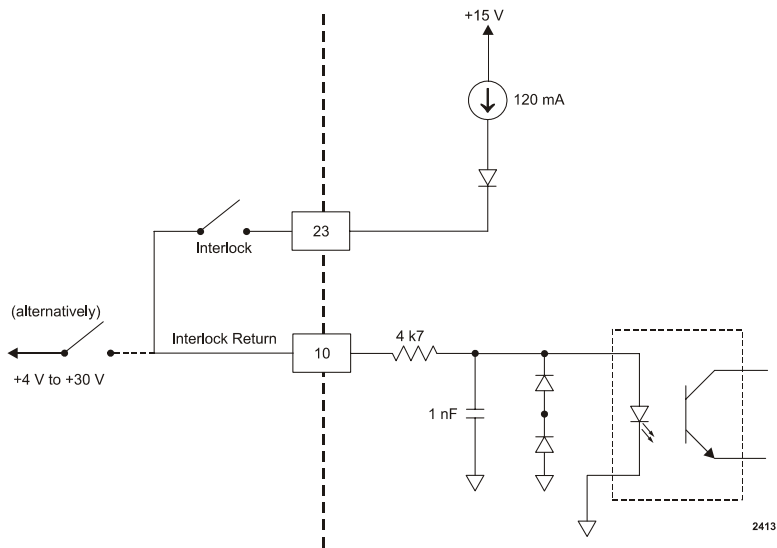 +15 V
120 mA
23
Interlock
(alternatively)
+4 V to +30 V
Interlock Return
10
4 k7
1 nF
2413